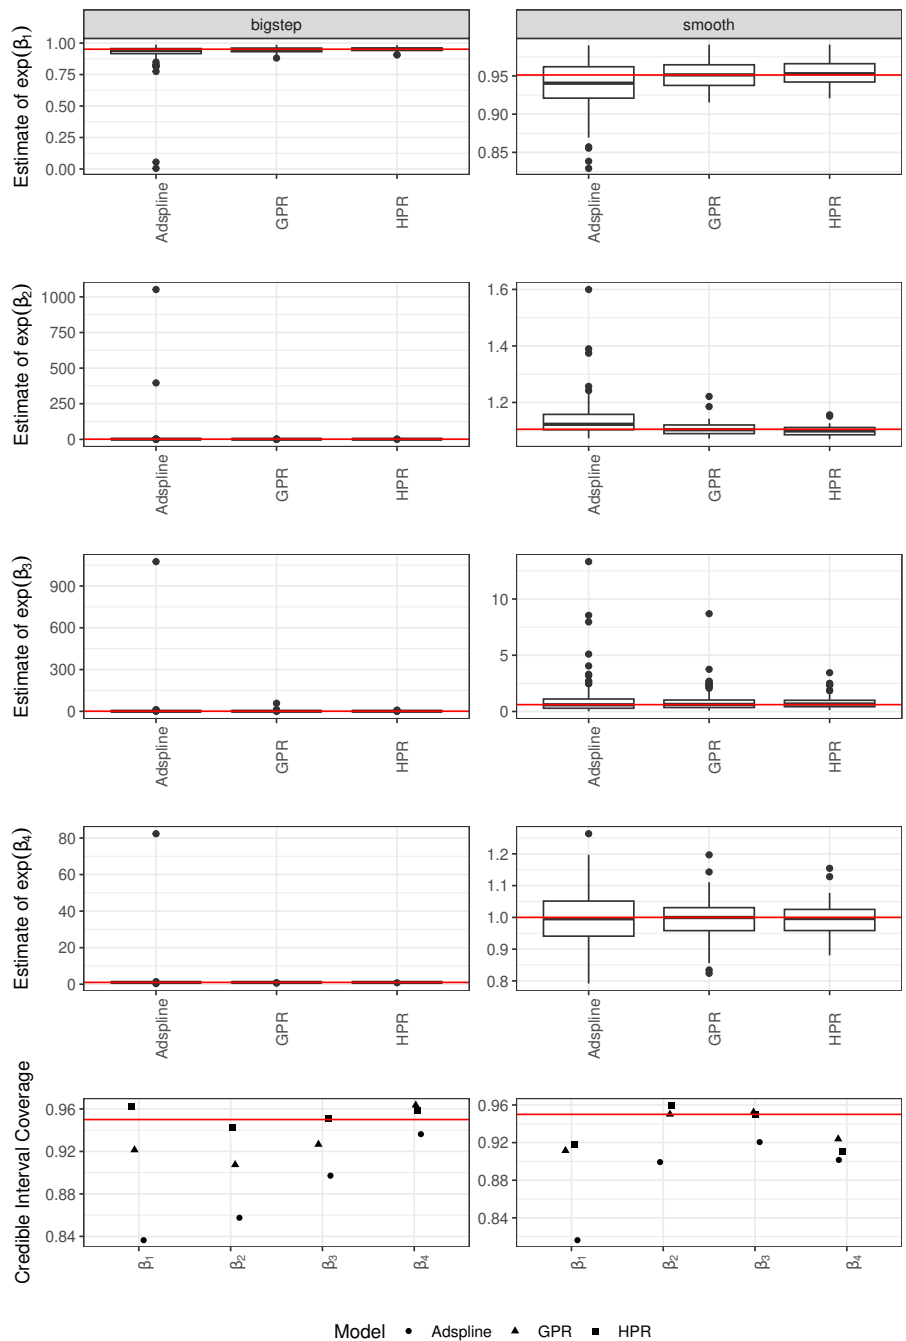 bigstep
smooth
Estimate of exp(β₁)
1.00
0.75
0.50
0.25
0.00
0.95
0.90
0.85
Adspline
GPR
HPR
Adspline
GPR
HPR
Estimate of exp(β₂)
1000
750
500
250
0
1.6
1.4
1.2
Adspline
GPR
HPR
Adspline
GPR
HPR
Estimate of exp(β₃)
900
600
300
0
10
5
0
Adspline
GPR
HPR
Adspline
GPR
HPR
Estimate of exp(β₄)
80
60
40
20
0
1.2
1.1
1.0
0.9
0.8
Adspline
GPR
HPR
Adspline
GPR
HPR
Credible Interval Coverage
0.96
0.92
0.88
0.84
0.96
0.92
0.88
0.84
β₁
β₂
β₃
β₄
β₁
β₂
β₃
β₄
Model Adspline GPR HPR